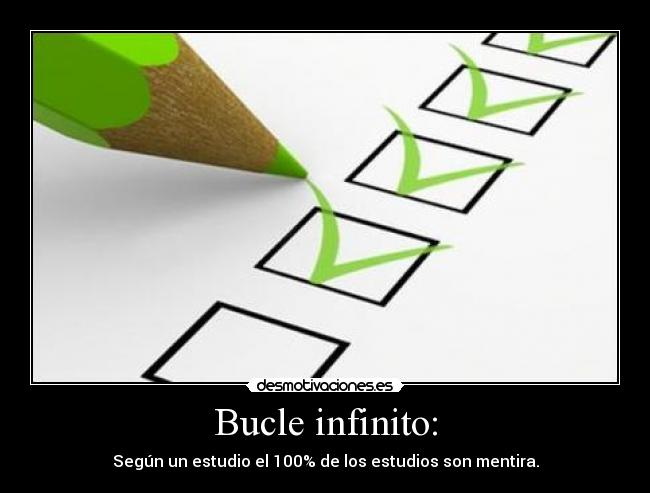 desmotivaciones.es
Bucle infinito:
Según un estudio el 100% de los estudios son mentira.